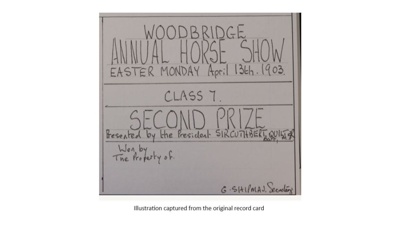 WOODBRIDGE
ANNUAL HORSE SHOW
EASTER MONDAY April 13th. 1903.
CLASS 7.
SECOND PRIZE
Presented by the President SIR CUTHBERT QUILTER
Won by
The Property of
Secretary
Illustration captured from the original record card